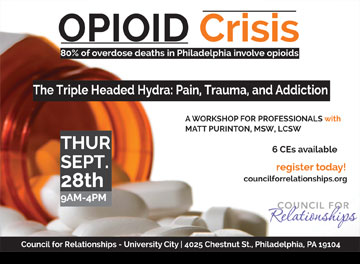 OPIOID Crisis
80% of overdose deaths in Philadelphia involve opioids
The Triple Headed Hydra: Pain, Trauma, and Addiction
A WORKSHOP FOR PROFESSIONALS with
MATT PURINTON, MSW, LCSW
THUR
SEPT.
28th
9AM-4PM
6 CEs available
register today!
councilforrelationships.org
COUNCIL FOR
Relationships
Council for Relationships - University City | 4025 Chestnut St., Philadelphia, PA 19104